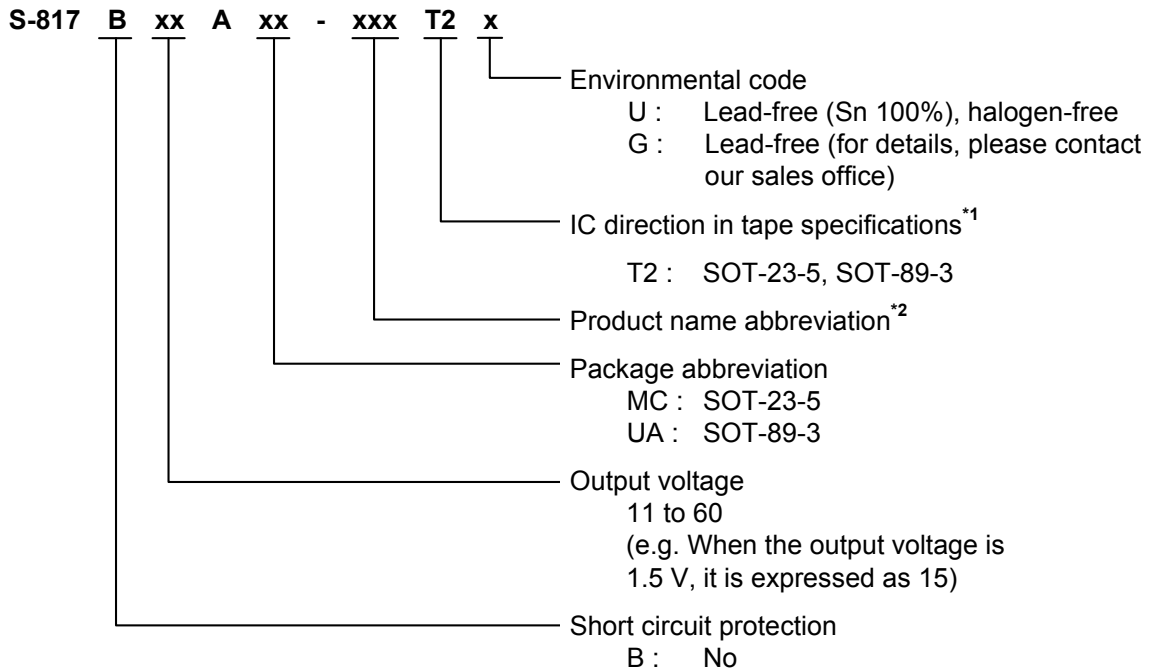 S-817 B xx A xx - xxx T2 x
Environmental code
U : Lead-free (Sn 100%), halogen-free
G : Lead-free (for details, please contact
our sales office)
IC direction in tape specifications*1
T2 : SOT-23-5, SOT-89-3
Product name abbreviation*2
Package abbreviation
MC : SOT-23-5
UA : SOT-89-3
Output voltage
11 to 60
(e.g. When the output voltage is
1.5 V, it is expressed as 15)
Short circuit protection
B : No